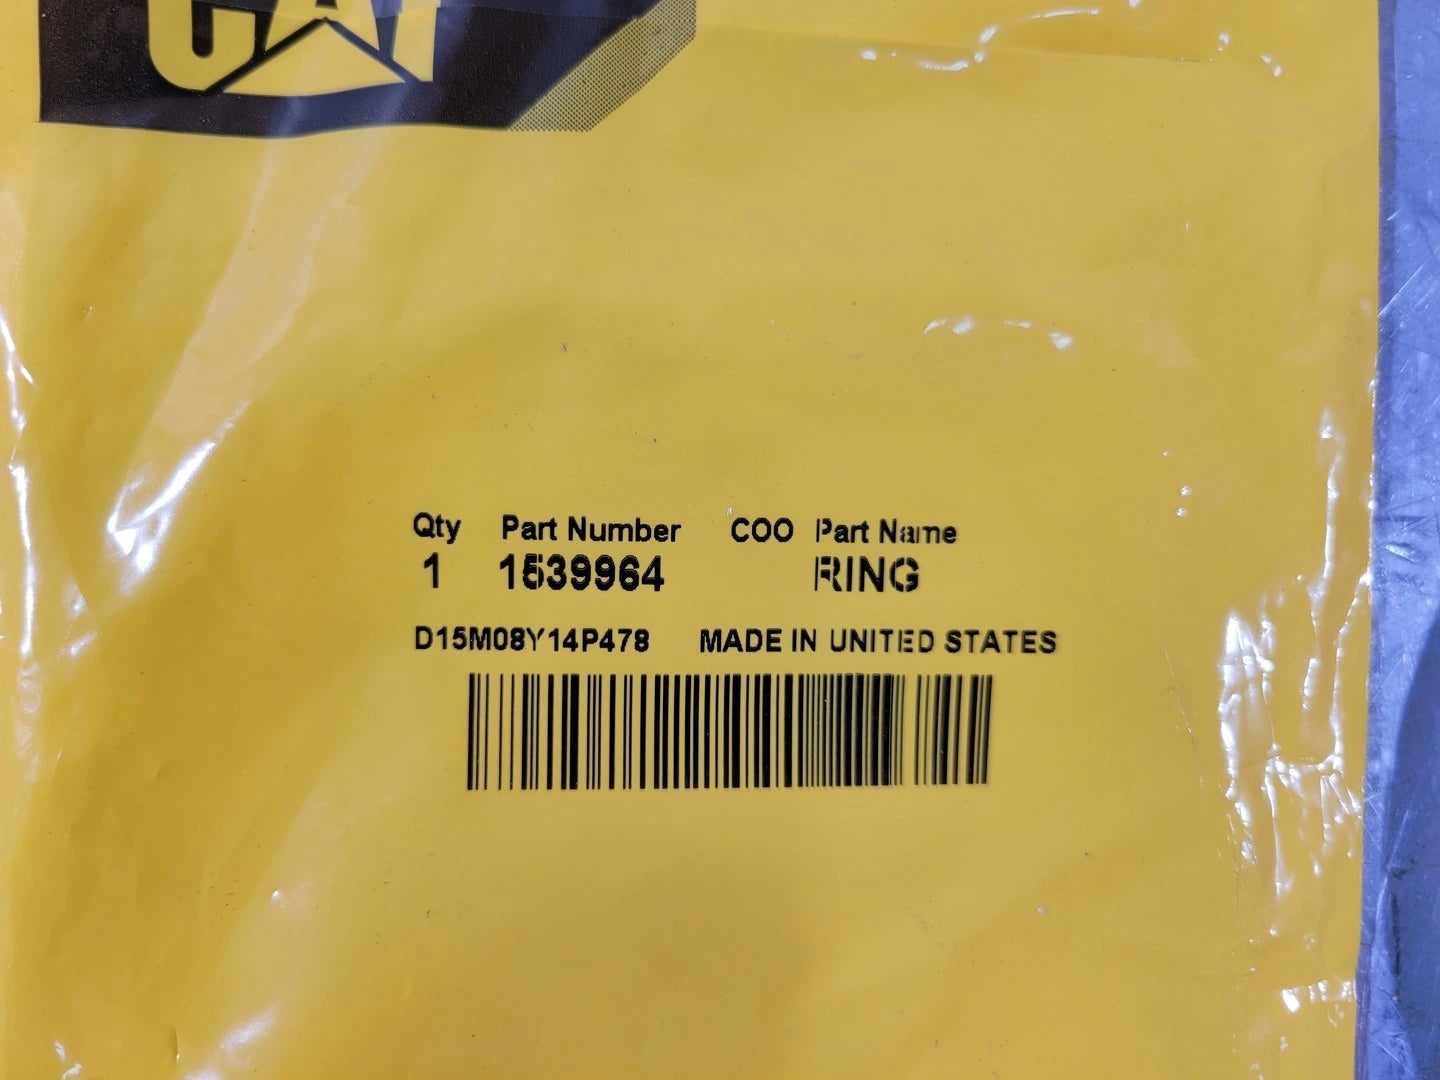 CAT
Qty Part Number COO Part Name
1 1539964 RING
D15M08Y14P478 MADE IN UNITED STATES